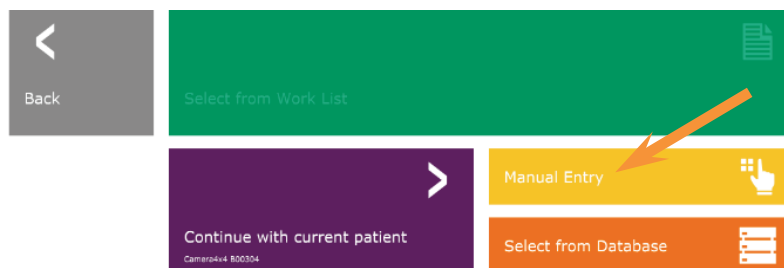 Back
Select from Work List
Manual Entry
Continue with current patient
Camera4x4 B00304
Select from Database